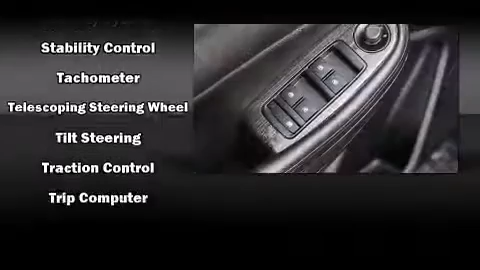 Stability Control
Tachometer
Telescoping Steering Wheel
Tilt Steering
Traction Control
Trip Computer